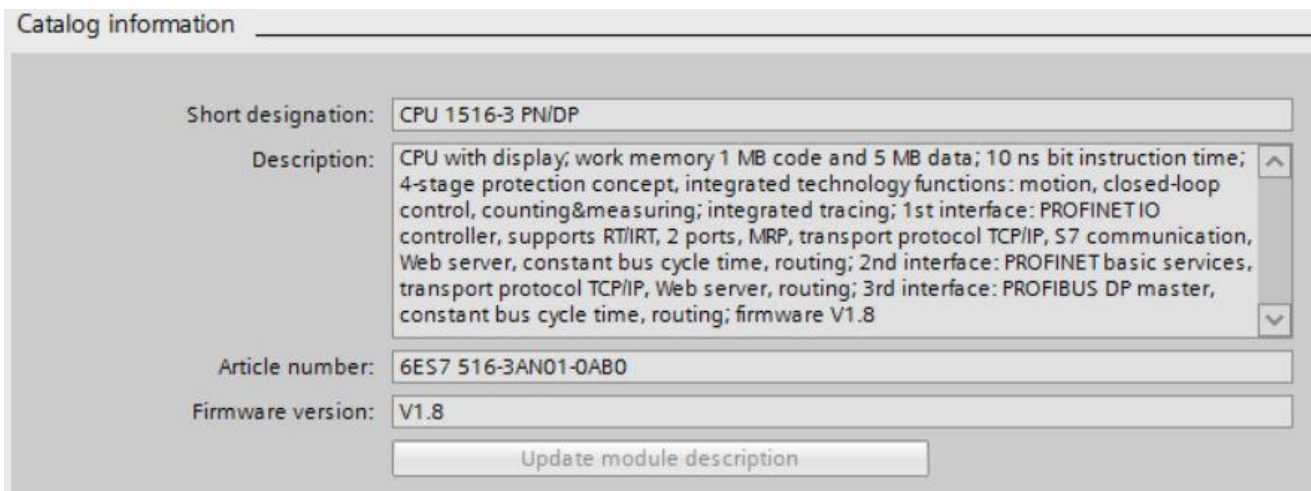 Catalog information
Short designation: CPU 1516-3 PN/DP
Description: CPU with display; work memory 1 MB code and 5 MB data; 10 ns bit instruction time;
4-stage protection concept, integrated technology functions: motion, closed-loop
control, counting&measuring; integrated tracing; 1st interface: PROFINET IO
controller, supports RT/IRT, 2 ports, MRP, transport protocol TCP/IP, S7 communication,
Web server, constant bus cycle time, routing; 2nd interface: PROFINET basic services,
transport protocol TCP/IP, Web server, routing; 3rd interface: PROFIBUS DP master,
constant bus cycle time, routing; firmware V1.8
Article number: 6ES7 516-3AN01-0AB0
Firmware version: V1.8
Update module description